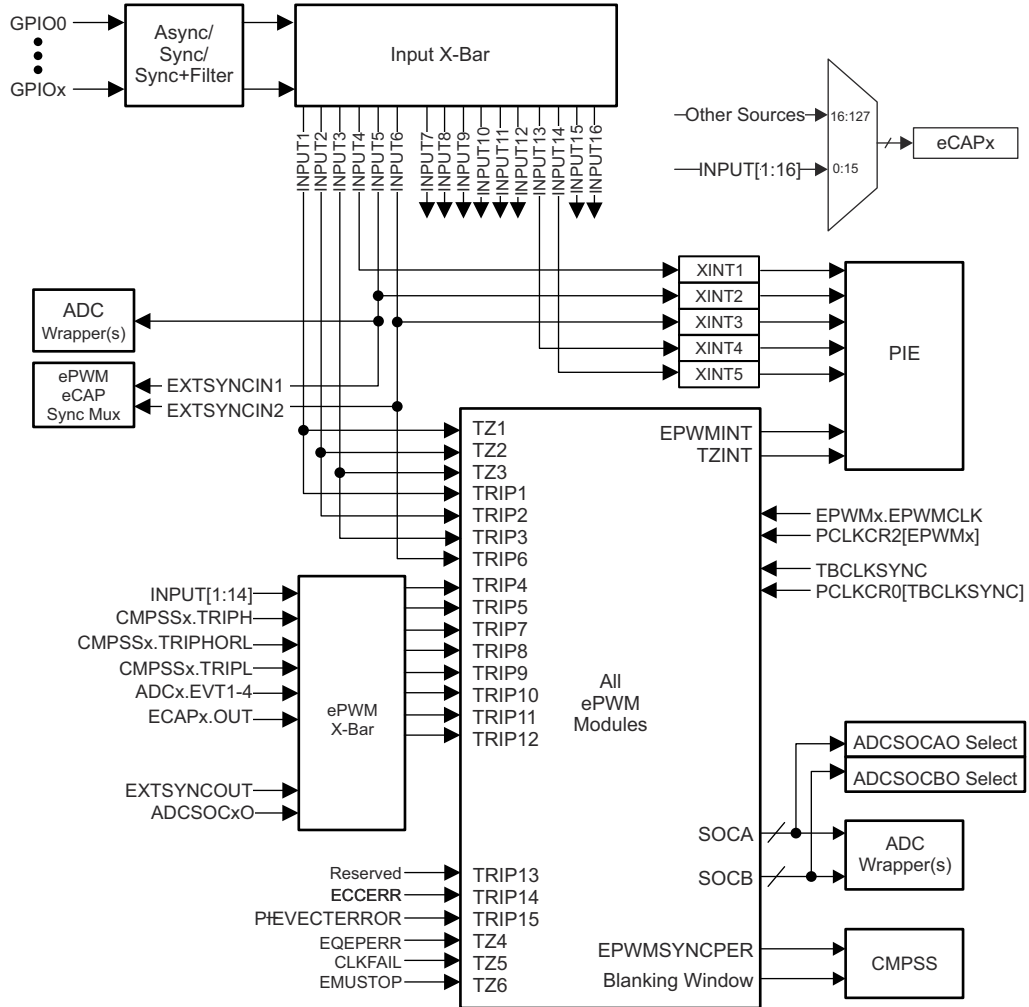 GPIO0
GPIOx
Async/
Sync/
Sync+Filter
Input X-Bar
INPUT1
INPUT2
INPUT3
INPUT4
INPUT5
INPUT6
INPUT7
INPUT8
INPUT9
INPUT10
INPUT11
INPUT12
INPUT13
INPUT14
INPUT15
INPUT16
Other Sources
16:127
INPUT[1:16]
0:15
eCAPx
XINT1
XINT2
XINT3
XINT4
XINT5
PIE
ADC
Wrapper(s)
ePWM
eCAP
Sync Mux
EXTSYNCIN1
EXTSYNCIN2
TZ1
TZ2
TZ3
TRIP1
TRIP2
TRIP3
TRIP6
TRIP4
TRIP5
TRIP7
TRIP8
TRIP9
TRIP10
TRIP11
TRIP12
EPWMINT
TZINT
EPWMx.EPWMCLK
PCLKCR2[EPWMx]
TBCLKSYNC
PCLKCR0[TBCLKSYNC]
INPUT[1:14]
CMPSSx.TRIPH
CMPSSx.TRIPHORL
CMPSSx.TRIPL
ADCx.EVT1-4
ECAPx.OUT
EXTSYNCOUT
ADCSOCxO
ePWM
X-Bar
All
ePWM
Modules
ADCSOCAO Select
ADCSOCBO Select
SOCA
SOCB
ADC
Wrapper(s)
Reserved
ECCERR
PIEVECTERROR
EQEPERR
CLKFAIL
EMUSTOP
TRIP13
TRIP14
TRIP15
TZ4
TZ5
TZ6
EPWMSYNCPER
Blanking Window
CMPSS